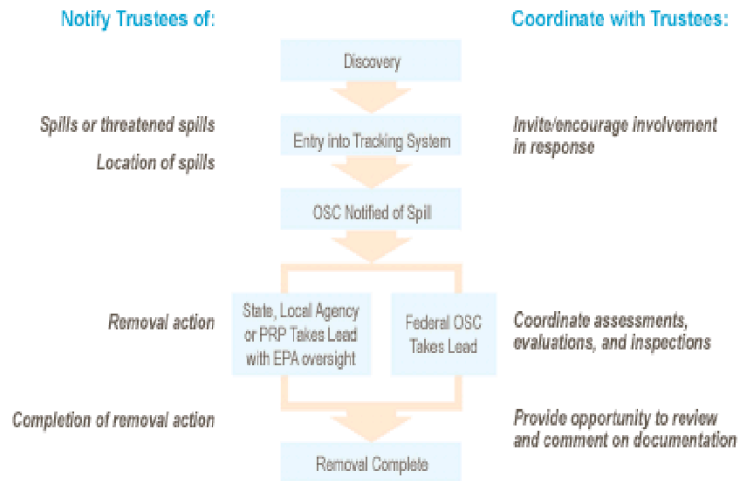 Notify Trustees of:
Coordinate with Trustees:
Discovery
Spills or threatened spills
Location of spills
Entry into Tracking System
Invite/encourage involvement
in response
OSC Notified of Spill
Removal action
State, Local Agency
or PRP Takes Lead
with EPA oversight
Federal OSC
Takes Lead
Coordinate assessments,
evaluations, and inspections
Completion of removal action
Provide opportunity to review
and comment on documentation
Removal Complete